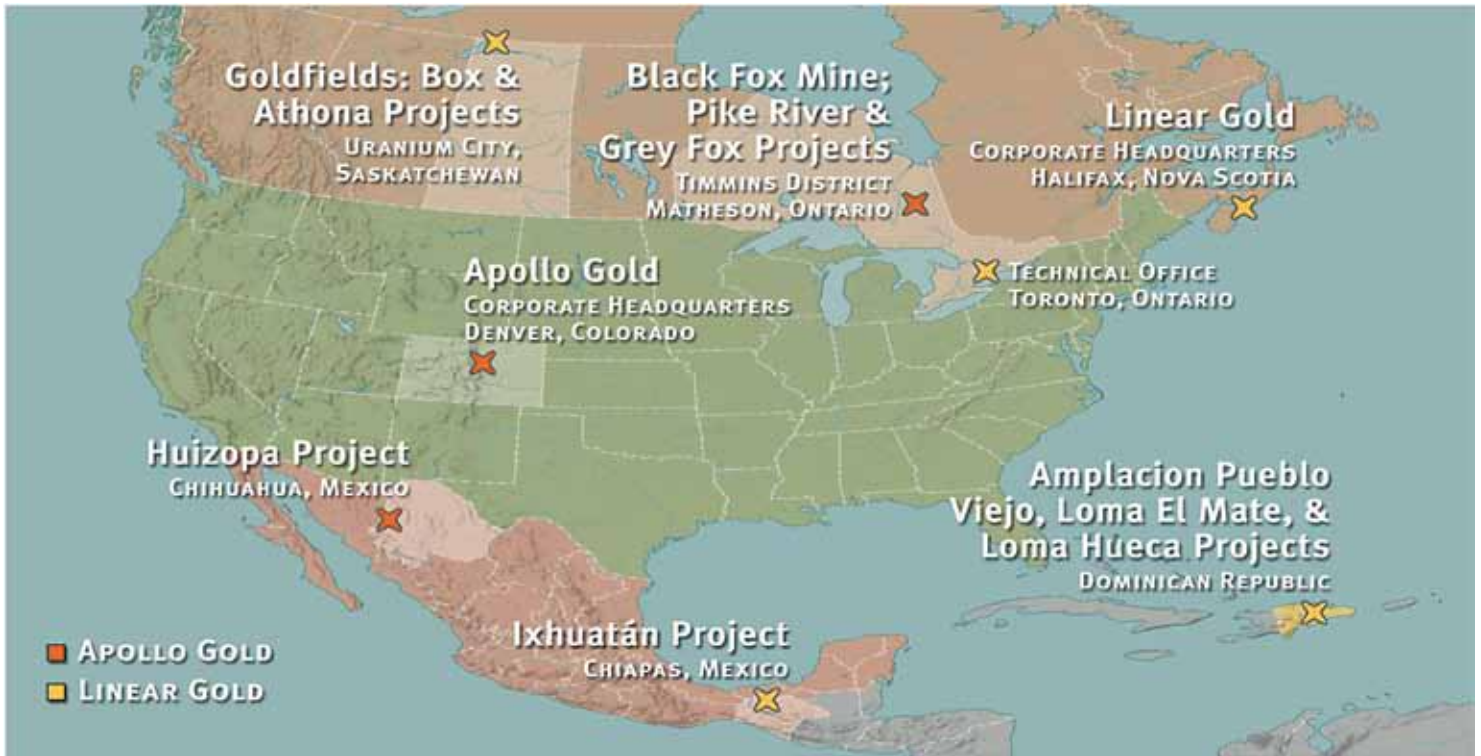 Goldfields: Box &
Athona Projects
Uranium City,
Saskatchewan
Black Fox Mine;
Pike River &
Grey Fox Projects
Timmins District
Matheson, Ontario
Linear Gold
Corporate Headquarters
Halifax, Nova Scotia
Technical Office
Toronto, Ontario
Apollo Gold
Corporate Headquarters
Denver, Colorado
Huizopa Project
Chihuahua, Mexico
Amplacion Pueblo
Viejo, Loma El Mate, &
Loma Hueca Projects
Dominican Republic
Ixhuatán Project
Chiapas, Mexico
Apollo Gold
Linear Gold